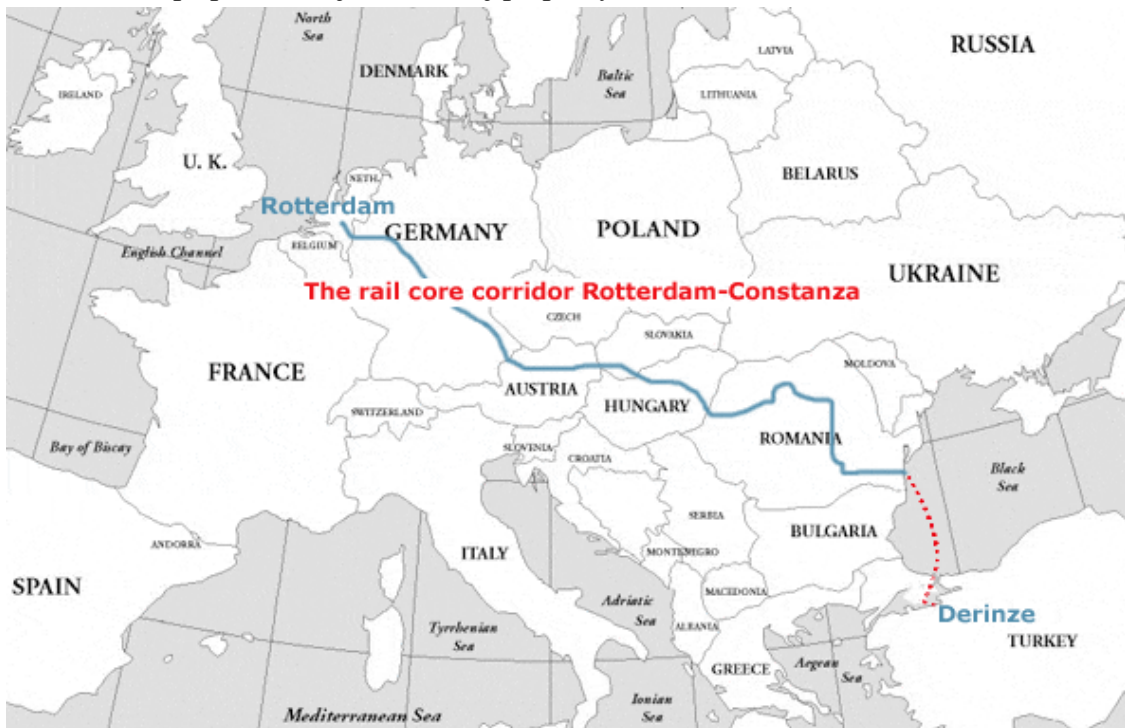 North
Sea
DENMARK
Baltic
Sea
LATVIA
RUSSIA
LITHUANIA
IRELAND
U. K.
NETH.
BELARUS
Rotterdam
GERMANY
POLAND
BELGIUM
English Channel
UKRAINE
The rail core corridor Rotterdam-Constanza
CZECH
SLOVAKIA
MOLDOVA
FRANCE
AUSTRIA
HUNGARY
SWITZERLAND
Bay of Biscay
SLOVENIA
CROATIA
ROMANIA
Black
Sea
SERBIA
BULGARIA
ANDORRA
ITALY
MONTENEGRO
SPAIN
MACEDONIA
Adriatic
Sea
ALBANIA
Derinze
Tyrrhenian
Sea
TURKEY
GREECE
Aegean
Sea
Ionian
Sea
Mediterranean Sea